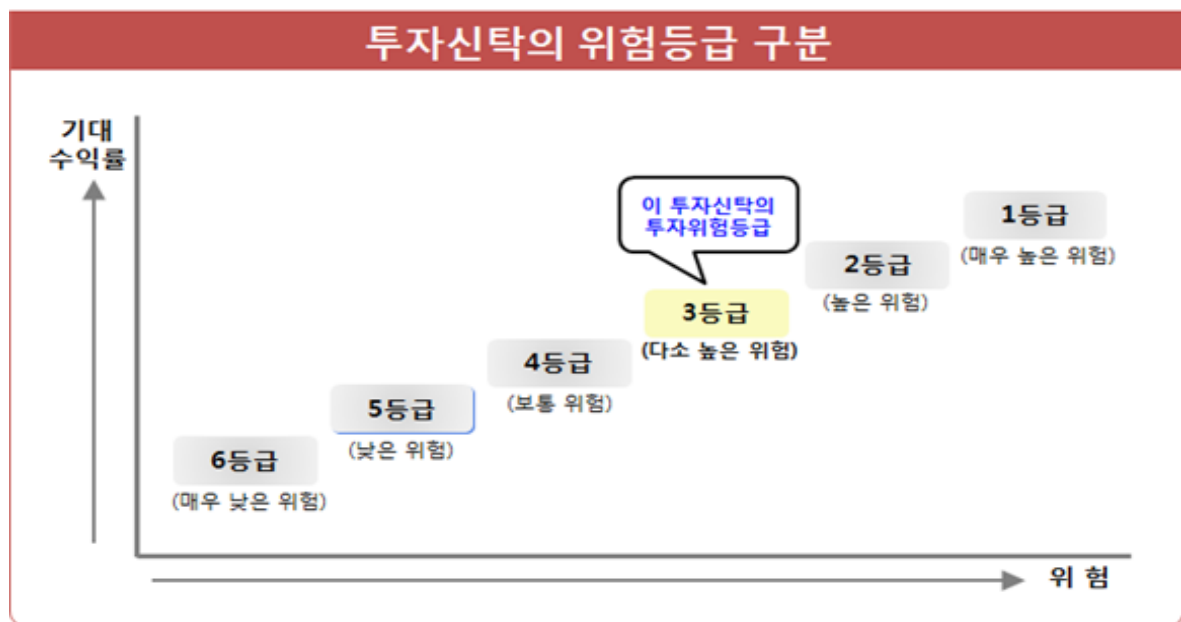 투자신탁의 위험등급 구분
기대
수익률
이 투자신탁의
투자위험등급
1등급
(매우 높은 위험)
2등급
(높은 위험)
3등급
(다소 높은 위험)
4등급
(보통 위험)
5등급
(낮은 위험)
6등급
(매우 낮은 위험)
위 험